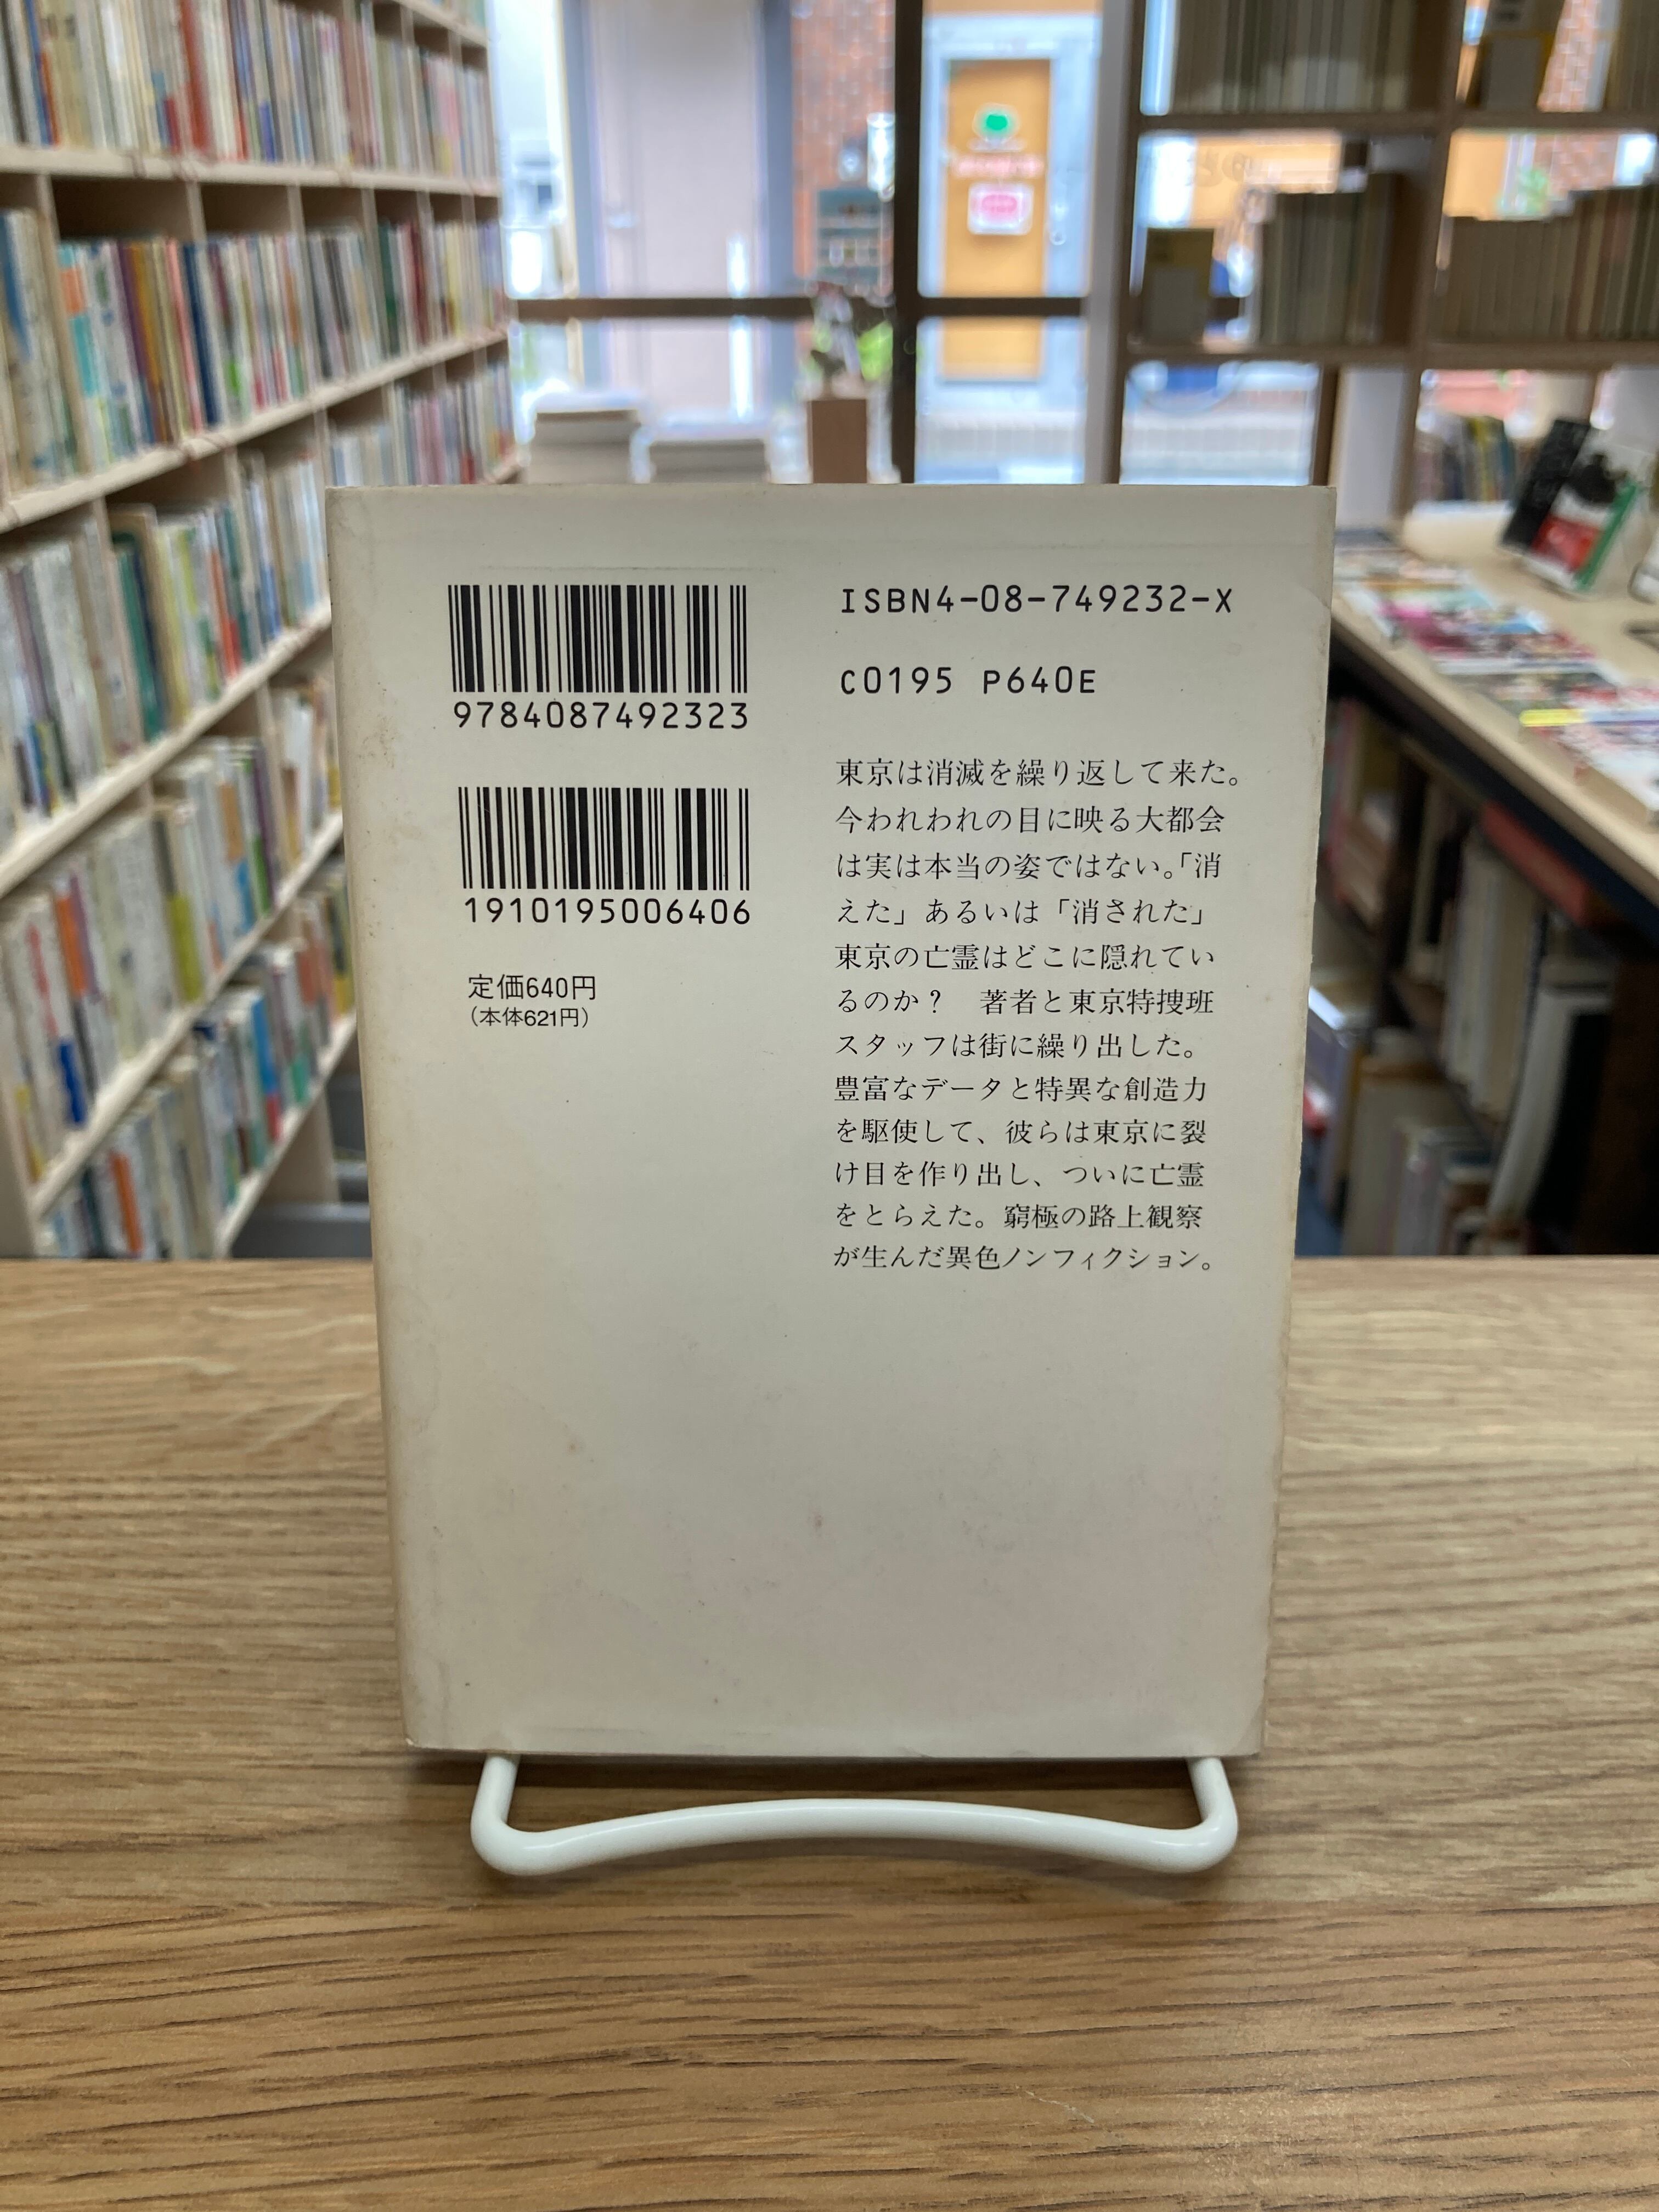 9784087492323
1910195006406
定価640円
(本体621円)
ISBN4-08-749232-X
C0195 P640E
東京は消滅を繰り返して来た。
今われわれの目に映る大都会
は実は本当の姿ではない。「消
えた」あるいは「消された」
東京の亡霊はどこに隠れてい
るのか？　著者と東京特捜班
スタッフは街に繰り出した。
豊富なデータと特異な創造力
を駆使して、彼らは東京に裂
け目を作り出し、ついに亡霊
をとらえた。窮極の路上観察
が生んだ異色ノンフィクション。